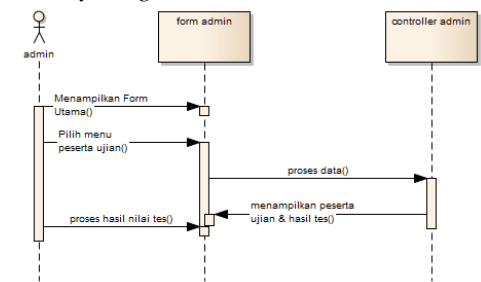 form admin
controller admin
admin
Menampilkan Form
Utama()
Pilih menu
peserta ujian()
proses data()
menampilkan peserta
ujian & hasil tes()
proses hasil nilai tes()